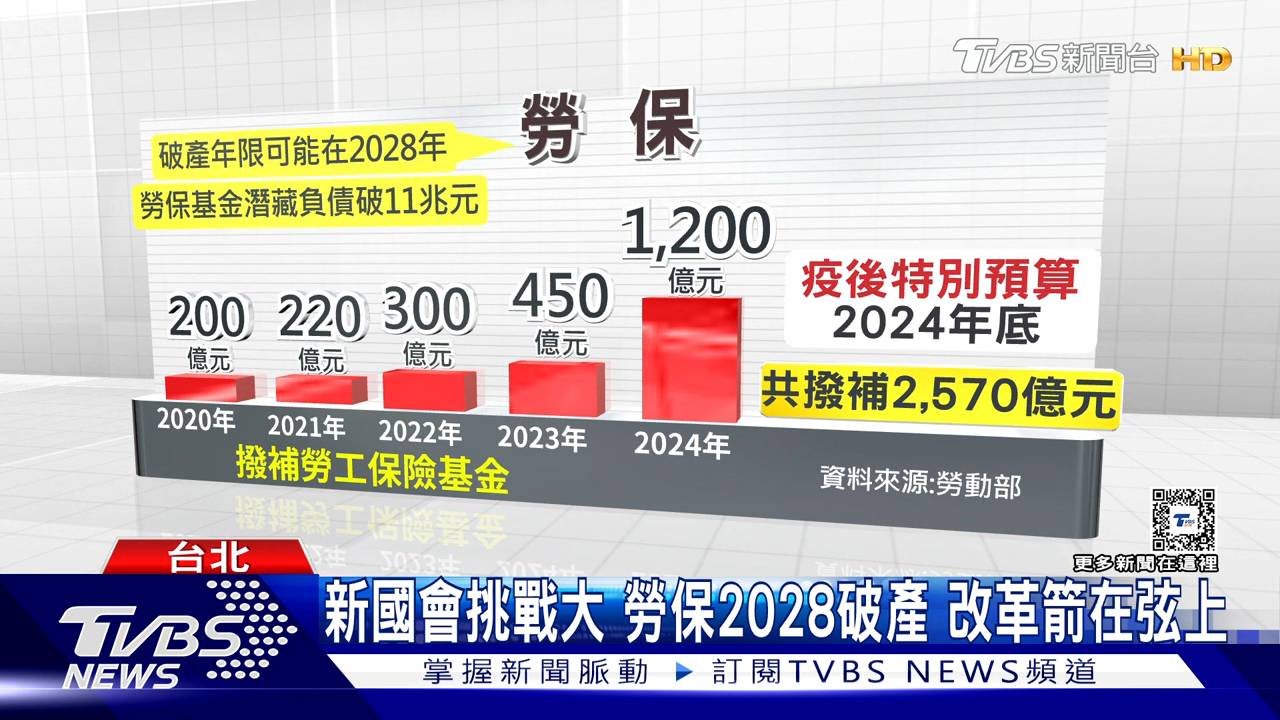 TVBS新聞台 HD
勞 保
破產年限可能在2028年
勞保基金潛藏負債破11兆元
200
億元
220
億元
300
億元
450
億元
1,200
億元
疫後特別預算
2024年底
共撥補2,570億元
2020年
2021年
2022年
2023年
2024年
撥補勞工保險基金
資料來源:勞動部
TVBS
更多新聞在這裡
台北
TVBS
NEWS
新國會挑戰大 勞保2028破產 改革箭在弦上
掌握新聞脈動 ▶ 訂閱TVBS NEWS頻道